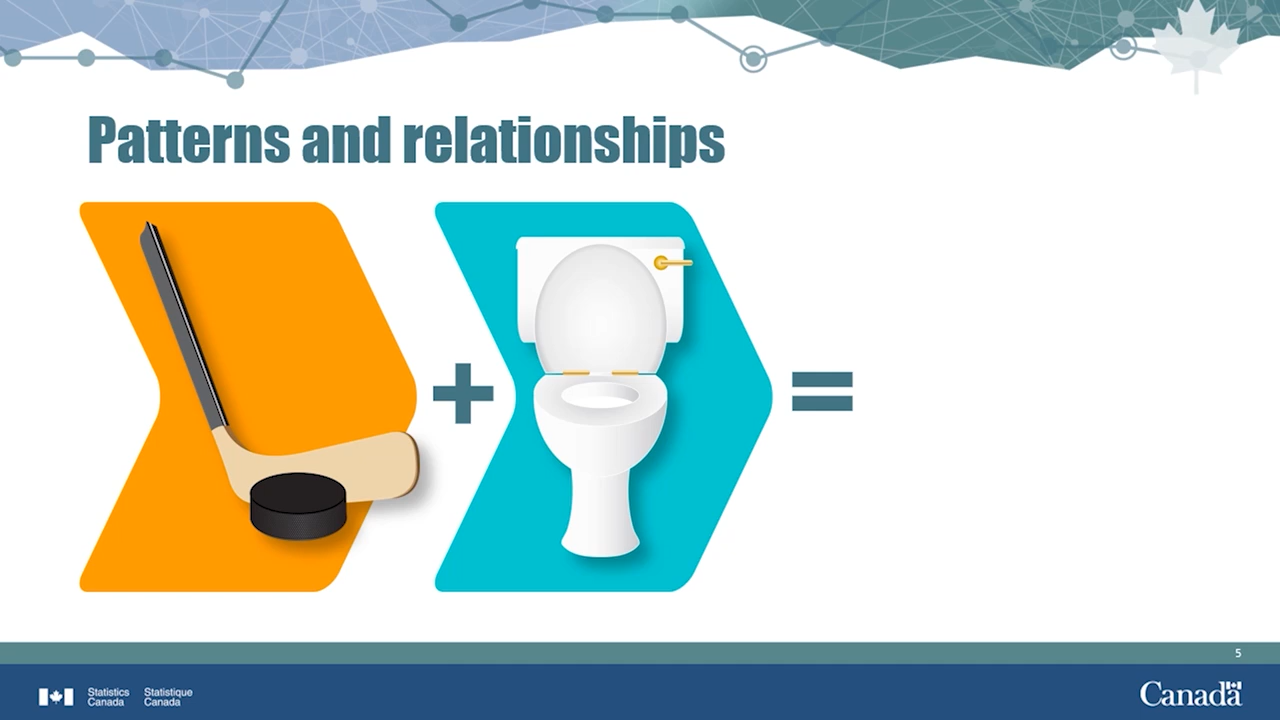 Patterns and relationships
+
=
5
Statistics Statistique
Canada Canada
Canada